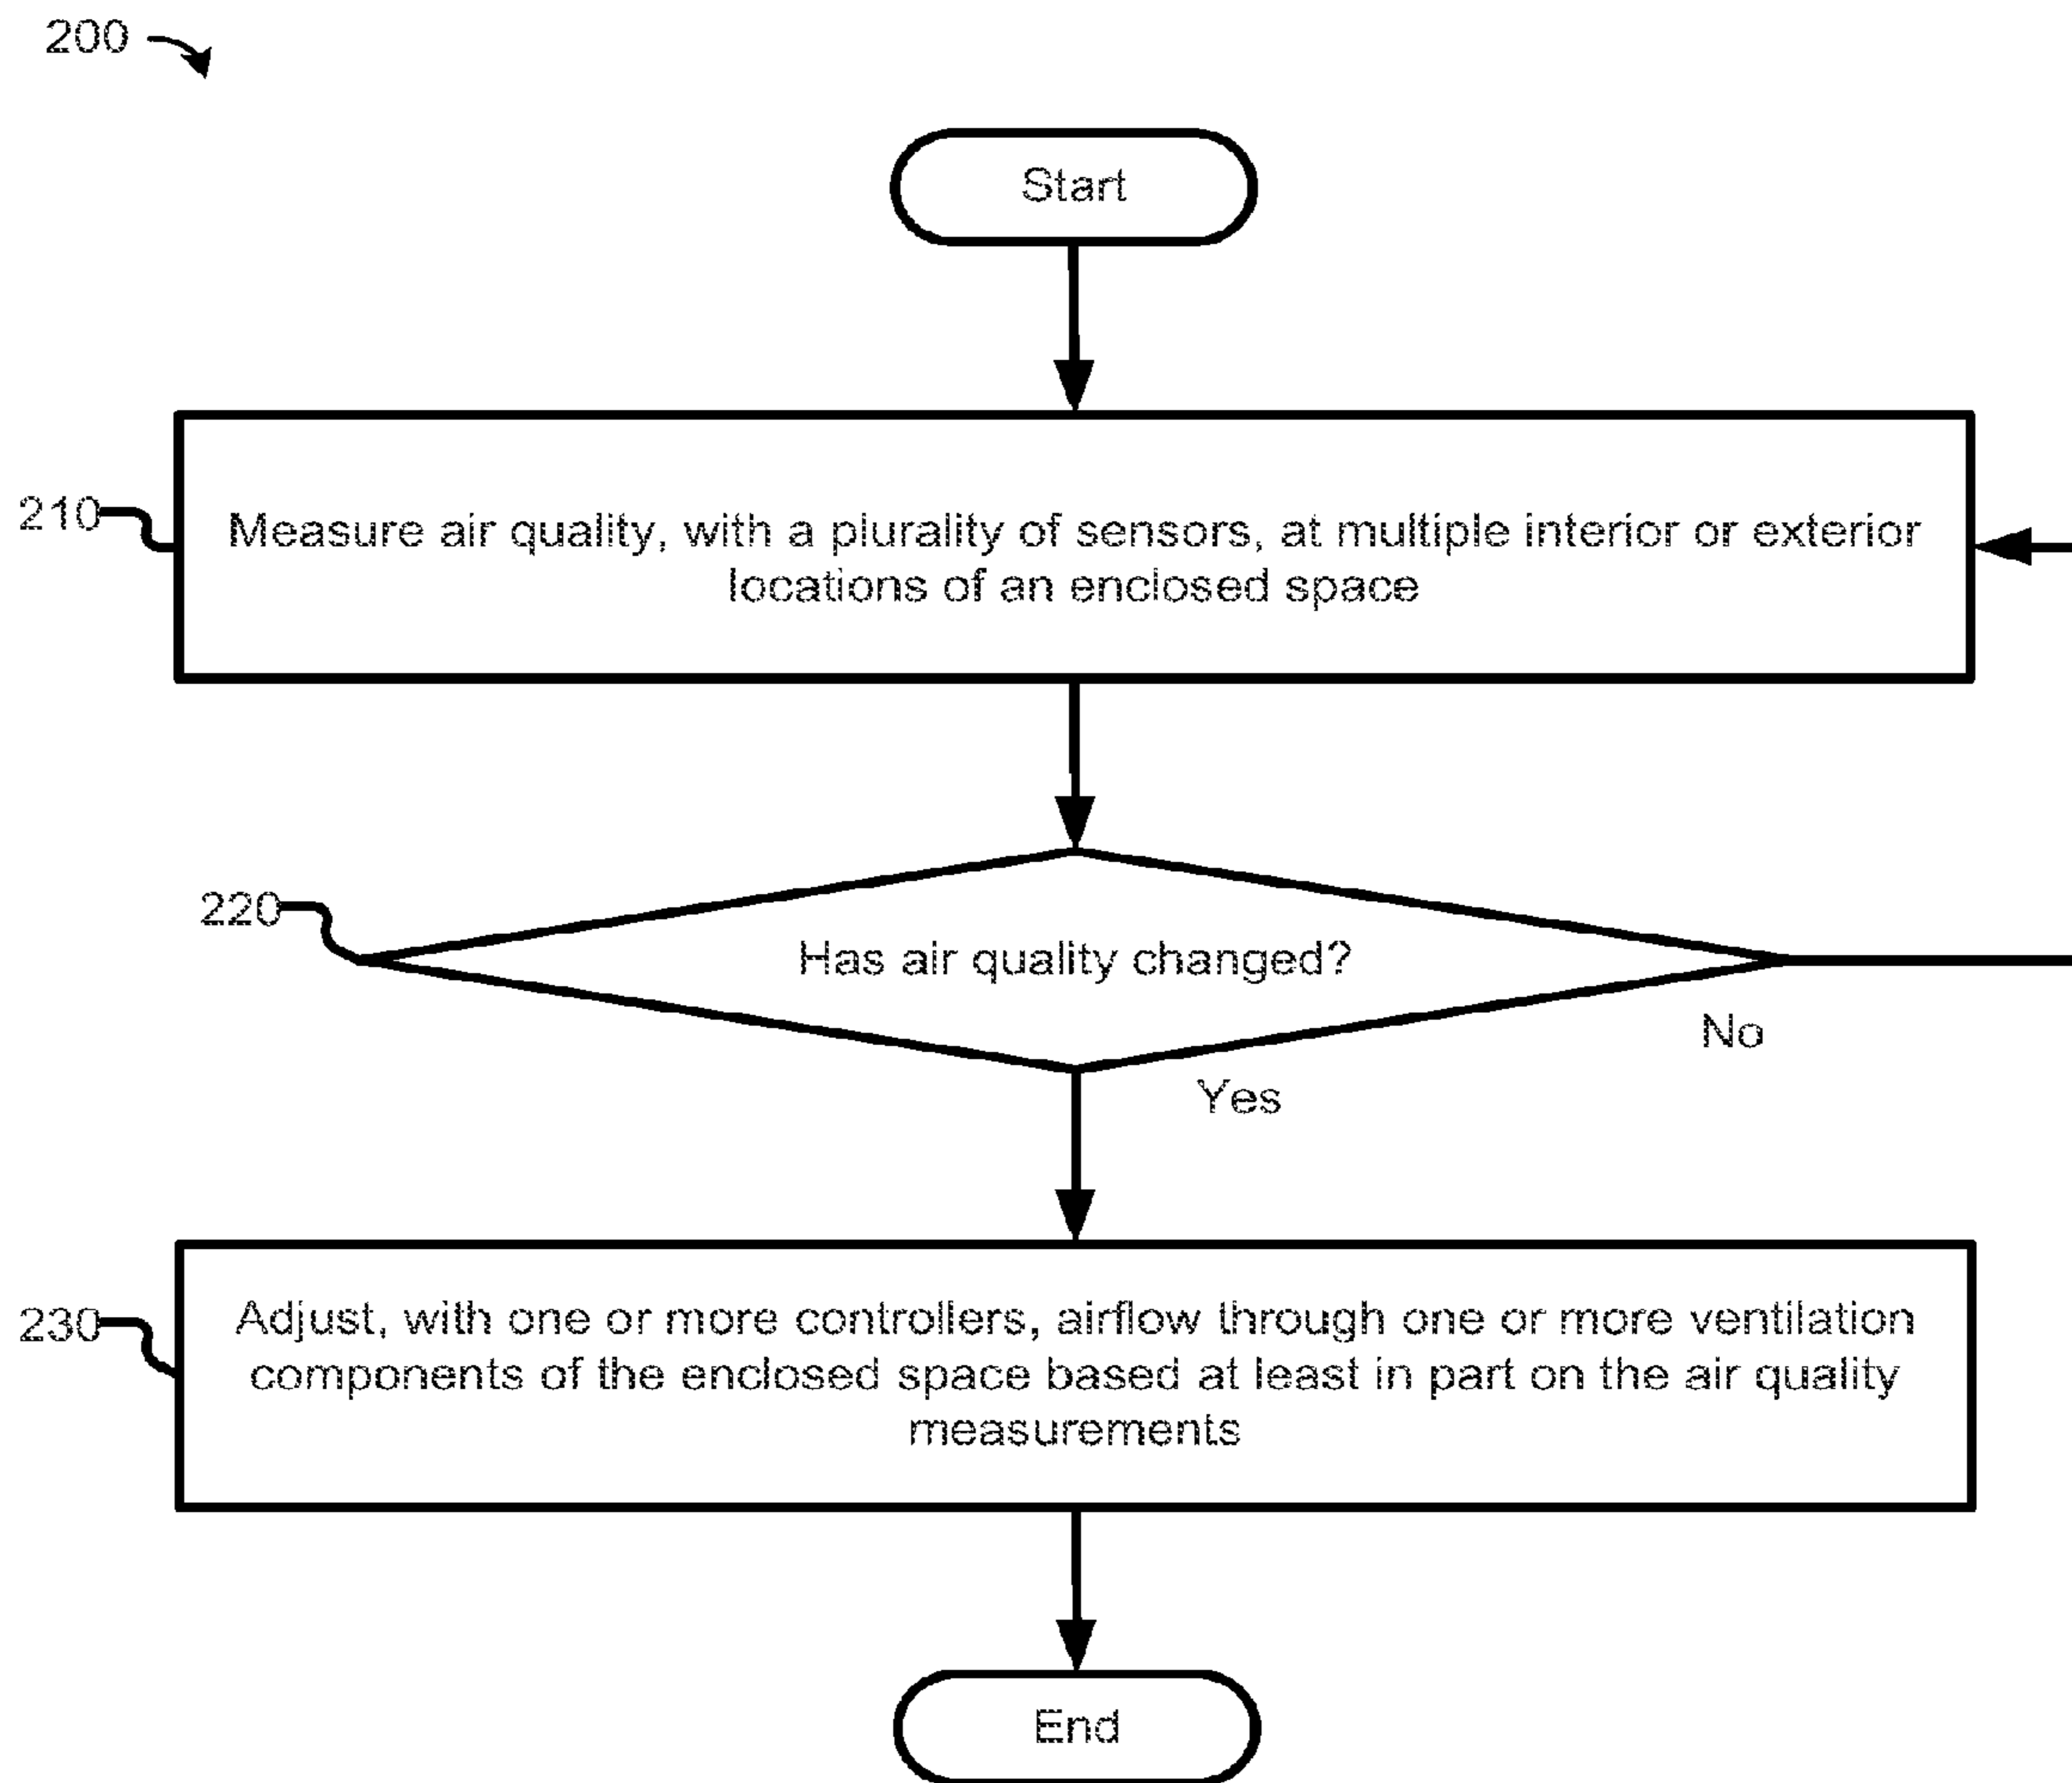 200
Start
210
Measure air quality, with a plurality of sensors, at multiple interior or exterior
locations of an enclosed space
220
Has air quality changed?
No
Yes
230
Adjust, with one or more controllers, airflow through one or more ventilation
components of the enclosed space based at least in part on the air quality
measurements
End